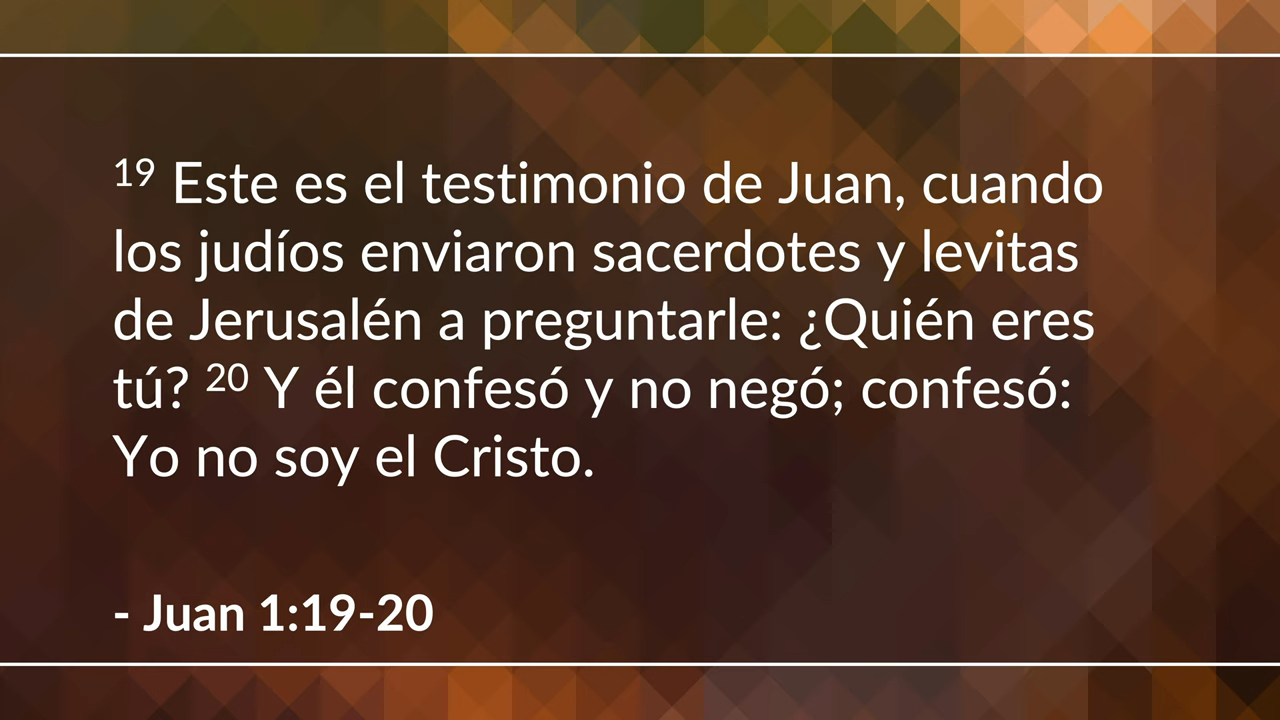 19 Este es el testimonio de Juan, cuando
los judíos enviaron sacerdotes y levitas
de Jerusalén a preguntarle: ¿Quién eres
tú? 20 Y él confesó y no negó; confesó:
Yo no soy el Cristo.
- Juan 1:19-20